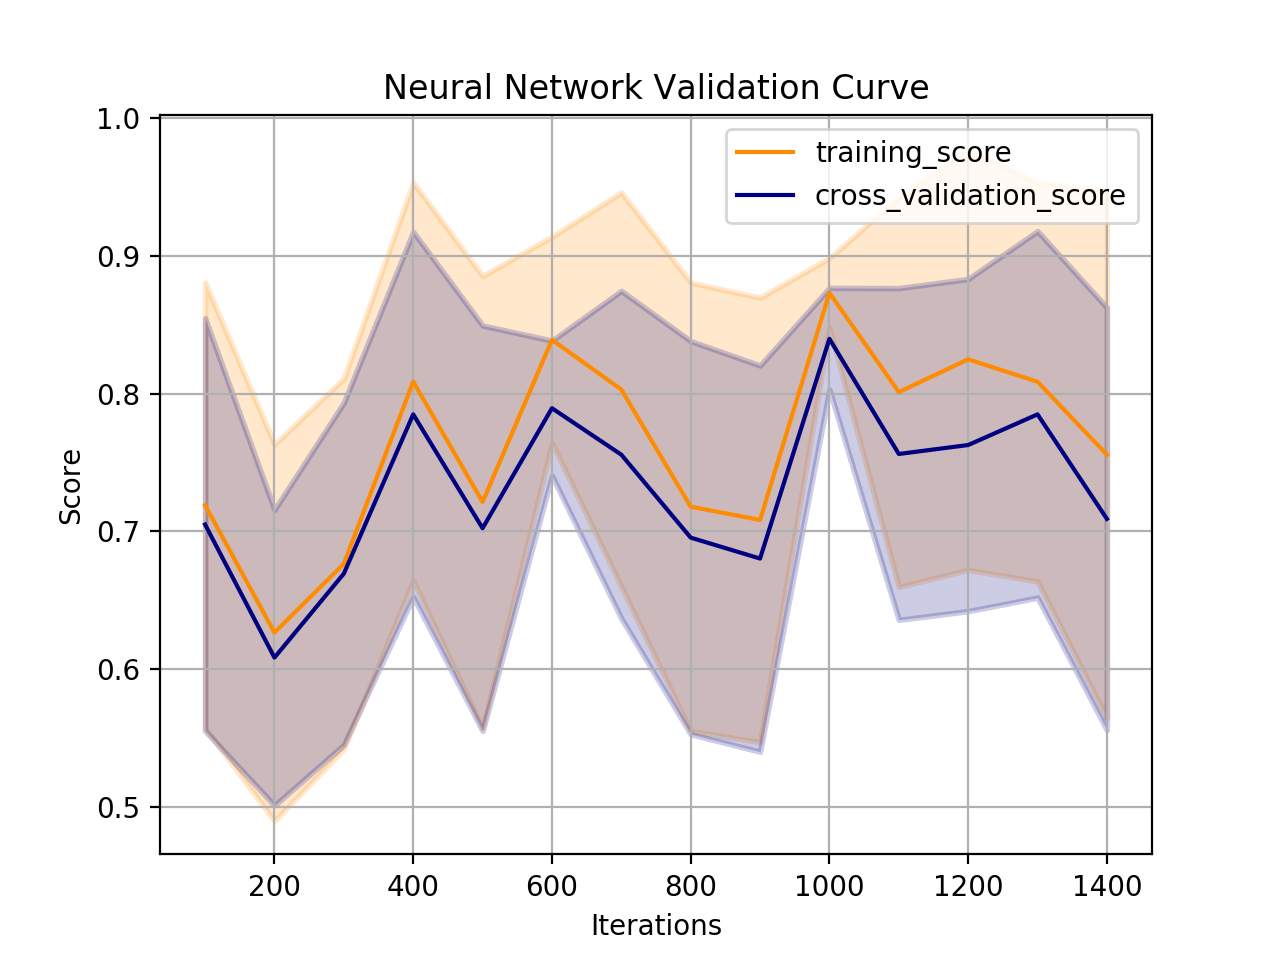 Neural Network Validation Curve
training_score
cross_validation_score
1.0
0.9
0.8
0.7
0.6
0.5
Score
200 400 600 800 1000 1200 1400
Iterations